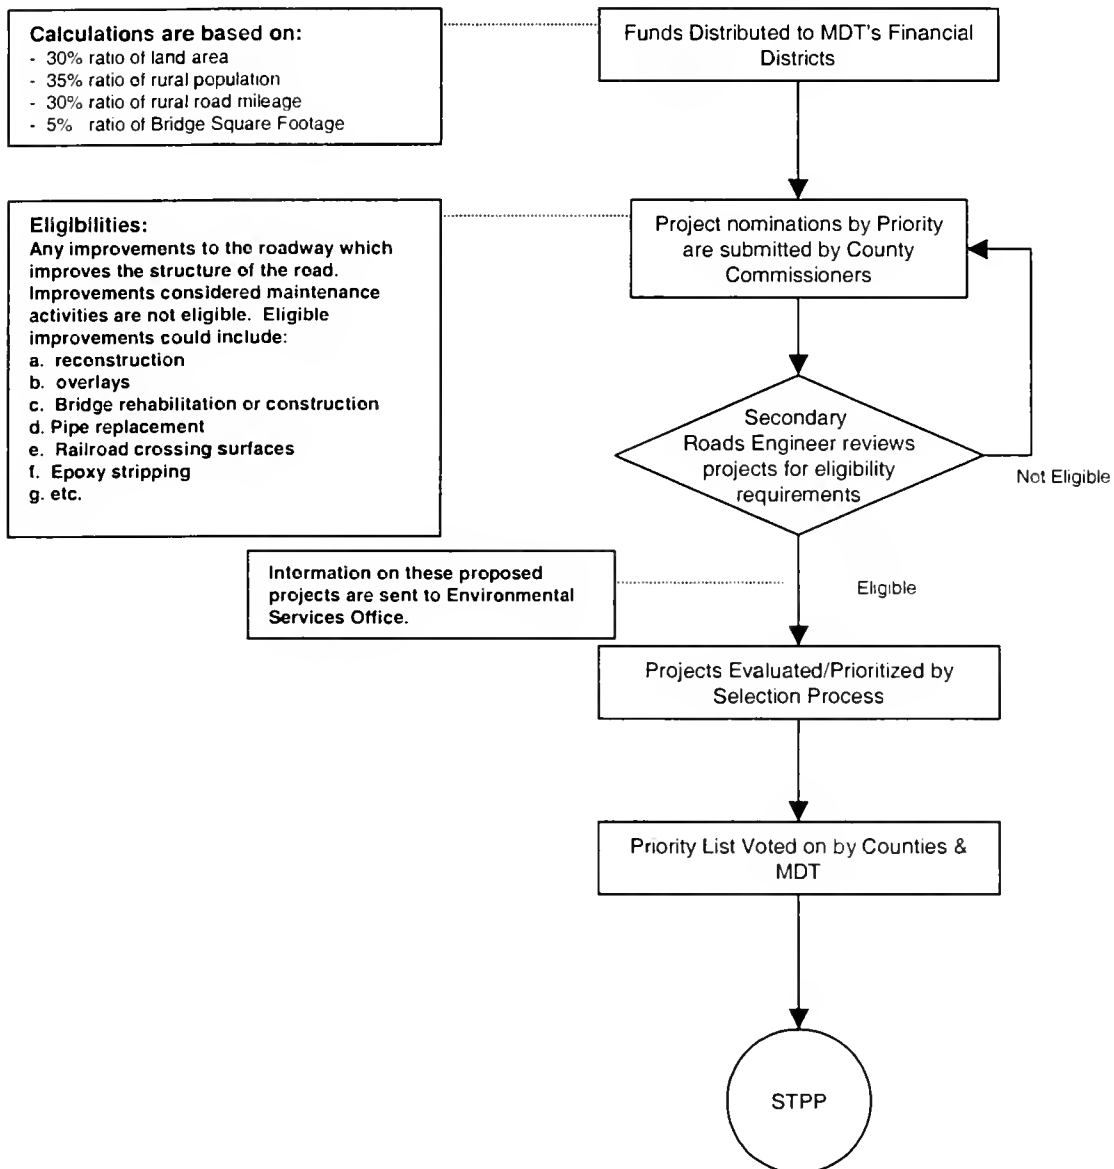 Calculations are based on:
- 30% ratio of land area
- 35% ratio of rural population
- 30% ratio of rural road mileage
- 5% ratio of Bridge Square Footage
Funds Distributed to MDT's Financial
Districts
Eligibilities:
Any improvements to the roadway which
improves the structure of the road.
Improvements considered maintenance
activities are not eligible. Eligible
improvements could include:
a. reconstruction
b. overlays
c. Bridge rehabilitation or construction
d. Pipe replacement
e. Railroad crossing surfaces
f. Epoxy stripping
g. etc.
Project nominations by Priority
are submitted by County
Commissioners
Secondary
Roads Engineer reviews
projects for eligibility
requirements
Not Eligible
Information on these proposed
projects are sent to Environmental
Services Office.
Eligible
Projects Evaluated/Prioritized by
Selection Process
Priority List Voted on by Counties &
MDT
STPP